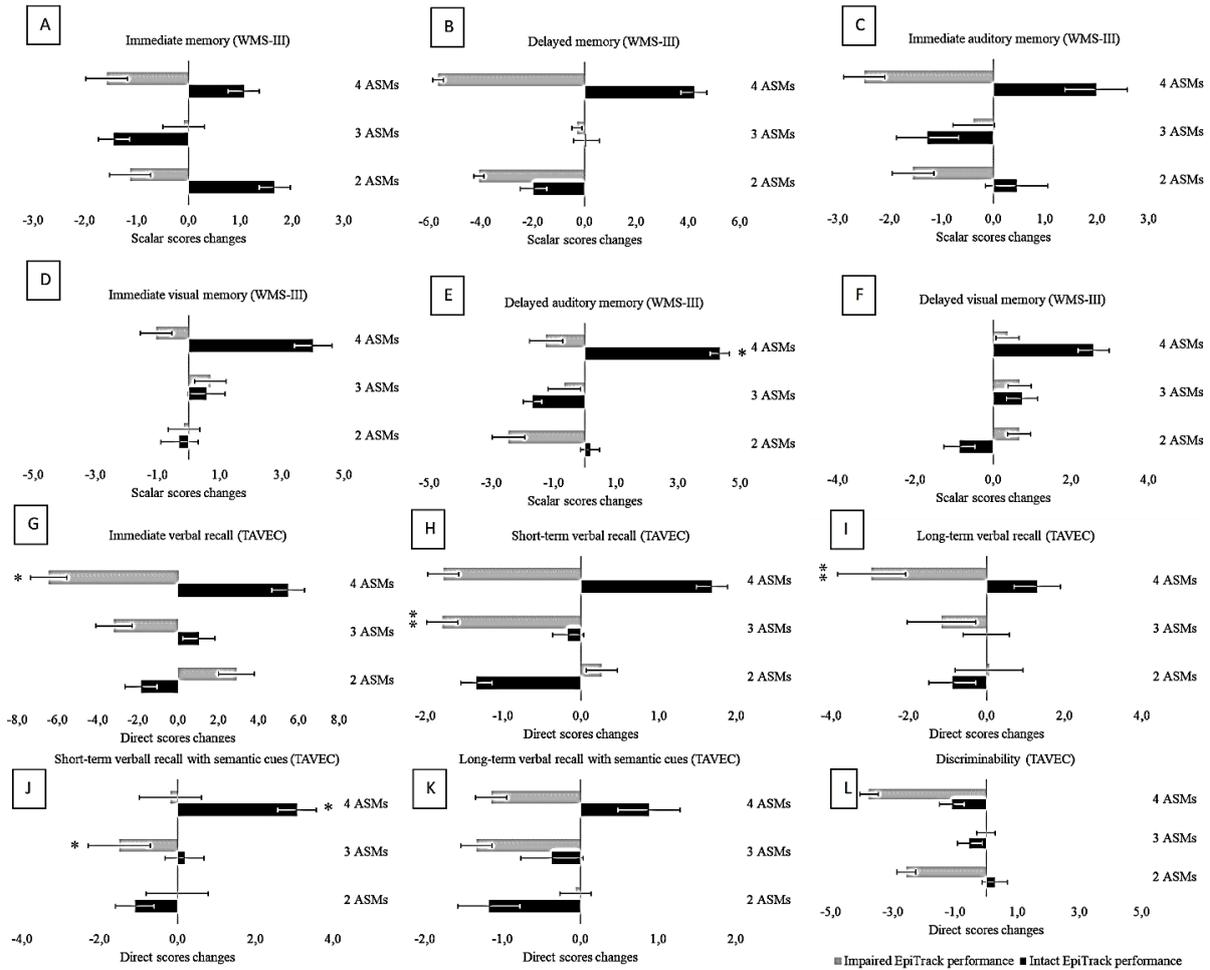 A
Immediate memory (WMS-III)
4 ASMs
3 ASMs
2 ASMs
-3,0 -2,0 -1,0 0,0 1,0 2,0 3,0
Scalar scores changes
B
Delayed memory (WMS-III)
4 ASMs
3 ASMs
2 ASMs
-6,0 -4,0 -2,0 0,0 2,0 4,0 6,0
Scalar scores changes
C
Immediate auditory memory (WMS-III)
4 ASMs
3 ASMs
2 ASMs
-3,0 -2,0 -1,0 0,0 1,0 2,0 3,0
Scalar scores changes
D
Immediate visual memory (WMS-III)
4 ASMs
3 ASMs
2 ASMs
-5,0 -3,0 -1,0 1,0 3,0 5,0
Scalar scores changes
E
Delayed auditory memory (WMS-III)
* 4 ASMs
3 ASMs
2 ASMs
-5,0 -3,0 -1,0 1,0 3,0 5,0
Scalar scores changes
F
Delayed visual memory (WMS-III)
4 ASMs
3 ASMs
2 ASMs
-4,0 -2,0 0,0 2,0 4,0
Scalar scores changes
G
Immediate verbal recall (TAVEC)
* 4 ASMs
3 ASMs
2 ASMs
-8,0 -6,0 -4,0 -2,0 0,0 2,0 4,0 6,0 8,0
Direct scores changes
H
Short-term verbal recall (TAVEC)
4 ASMs
** 3 ASMs
2 ASMs
-2,0 -1,0 0,0 1,0 2,0
Direct scores changes
I
Long-term verbal recall (TAVEC)
** 4 ASMs
3 ASMs
2 ASMs
-4,0 -2,0 0,0 2,0 4,0
Direct scores changes
J
Short-term verball recall with semantic cues (TAVEC)
* 4 ASMs
* 3 ASMs
2 ASMs
-4,0 -2,0 0,0 2,0 4,0
Direct scores changes
K
Long-term verbal recall with semantic cues (TAVEC)
4 ASMs
3 ASMs
2 ASMs
-2,0 -1,0 0,0 1,0 2,0
Direct scores changes
L
Discriminability (TAVEC)
4 ASMs
3 ASMs
2 ASMs
-5,0 -3,0 -1,0 1,0 3,0 5,0
Direct scores changes
Impaired EpiTrack performance Intact EpiTrack performance